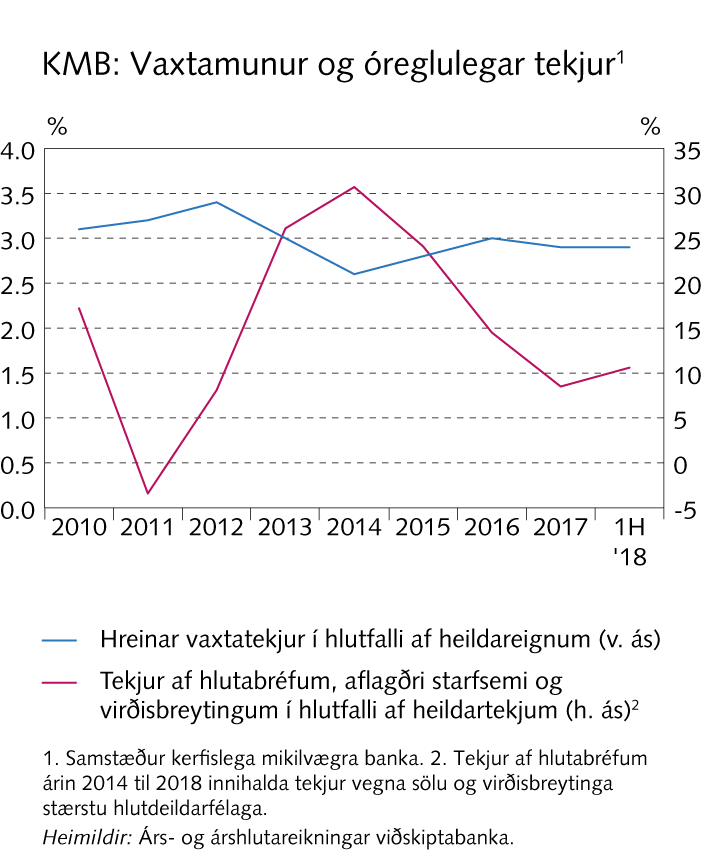 KMB: Vaxtamunur og óreglulegar tekjur¹
% %
4.0 35
3.5 30
3.0 25
2.5 20
2.0 15
1.5 10
1.0 5
0.5 0
0.0 -5
2010 2011 2012 2013 2014 2015 2016 2017 1H
'18
Hreinar vaxtatekjur í hlutfalli af heildareignum (v. ás)
Tekjur af hlutabréfum, aflagðri starfsemi og
virðisbreytingum í hlutfalli af heildartekjum (h. ás)²
1. Samstæður kerfislega mikilvægra banka. 2. Tekjur af hlutabréfum
árin 2014 til 2018 innihalda tekjur vegna sölu og virðisbreytinga
stærstu hlutdeildarfélaga.
Heimildir: Árs- og árshlutareikningar viðskiptabanka.